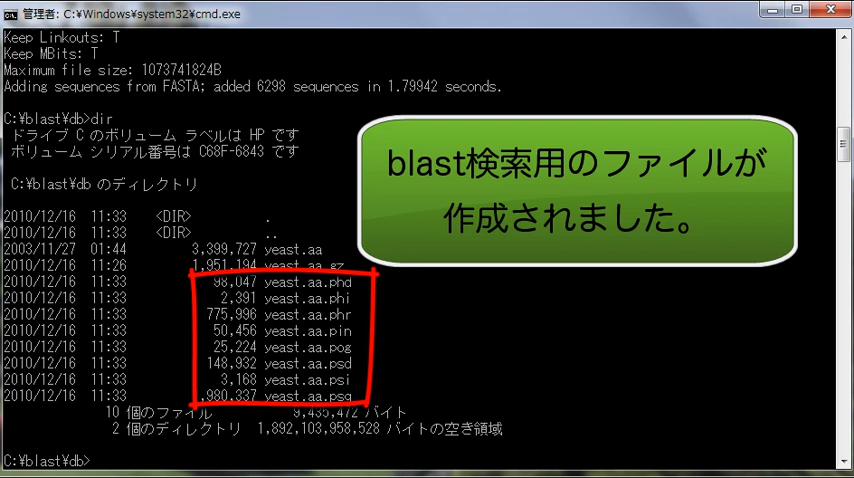 管理者: C:¥Windows¥system32¥cmd.exe
Keep Linkouts: T
Keep MBits: T
Maximum file size: 1073741824B
Adding sequences from FASTA; added 6298 sequences in 1.79942 seconds.
C:¥blast¥db>dir
ドライブ C のボリューム ラベルは HP です
ボリューム シリアル番号は C68F-6843 です
C:¥blast¥db のディレクトリ
2010/12/16 11:33 <DIR> .
2010/12/16 11:33 <DIR> ..
2003/11/27 01:44 3,399,727 yeast.aa
2010/12/16 11:26 1,951,194 yeast.aa.gz
2010/12/16 11:33 98,047 yeast.aa.phd
2010/12/16 11:33 2,391 yeast.aa.phi
2010/12/16 11:33 775,996 yeast.aa.phr
2010/12/16 11:33 50,456 yeast.aa.pin
2010/12/16 11:33 25,224 yeast.aa.pog
2010/12/16 11:33 148,932 yeast.aa.psd
2010/12/16 11:33 3,168 yeast.aa.psi
2010/12/16 11:33 yeast.aa.psq
10 個のファイル 9,435,472 バイト
2 個のディレクトリ 1,892,103,958,528 バイトの空き領域
C:¥blast¥db>
blast検索用のファイルが
作成されました。